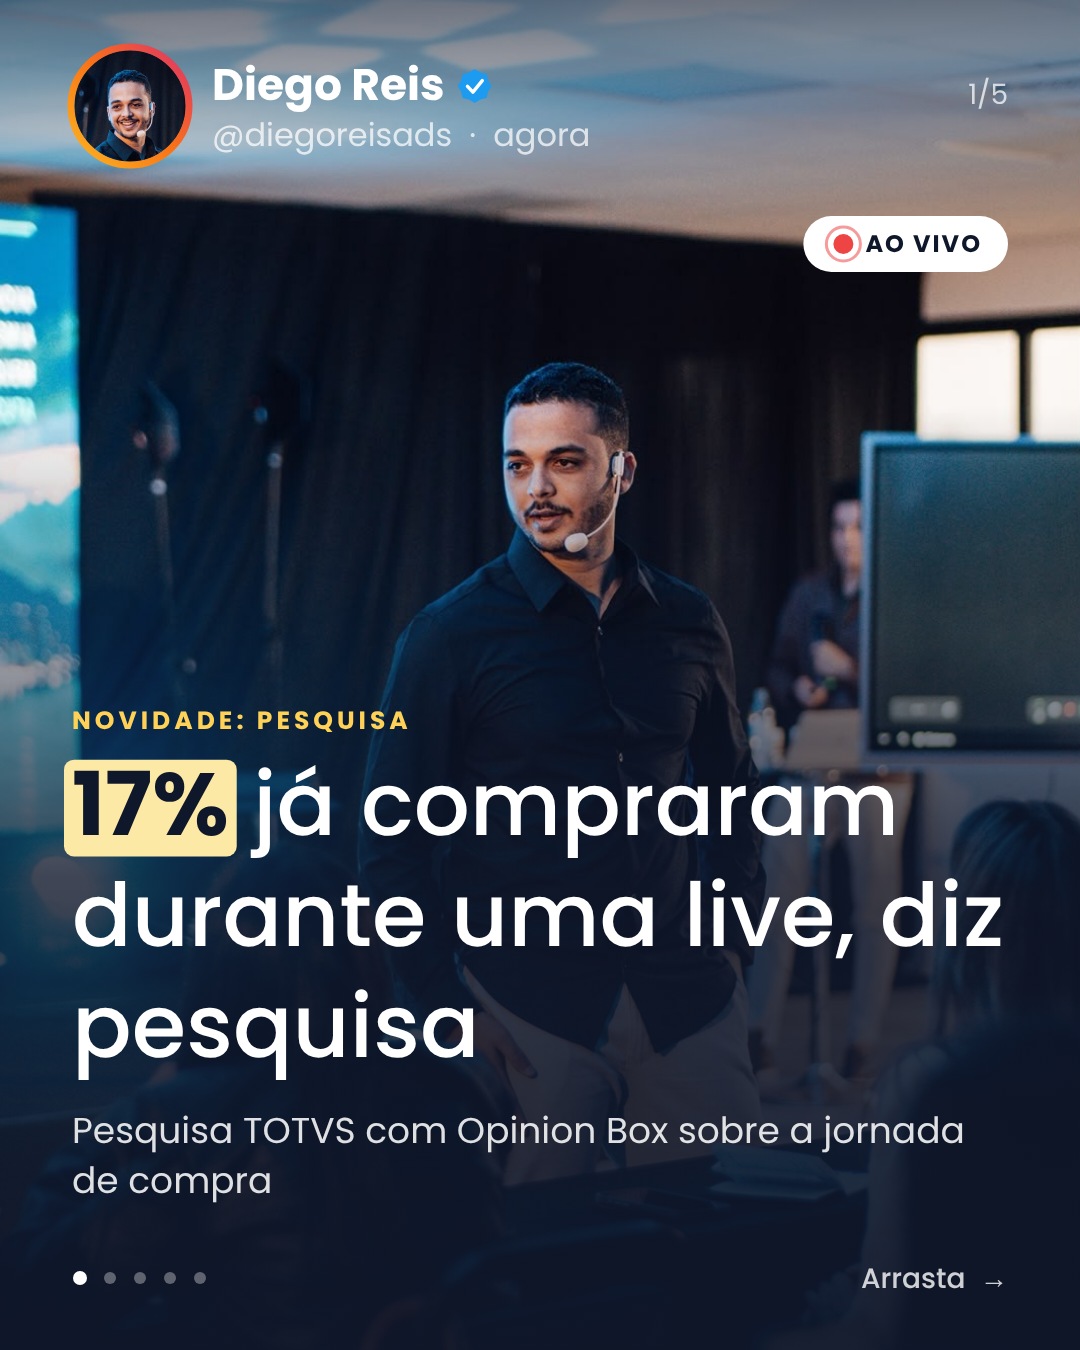 Diego Reis
@diegoreisads · agora
1/5
AO VIVO
NOVIDADE: PESQUISA
17% já compraram
durante uma live, diz
pesquisa
Pesquisa TOTVS com Opinion Box sobre a jornada
de compra
Arrasta →